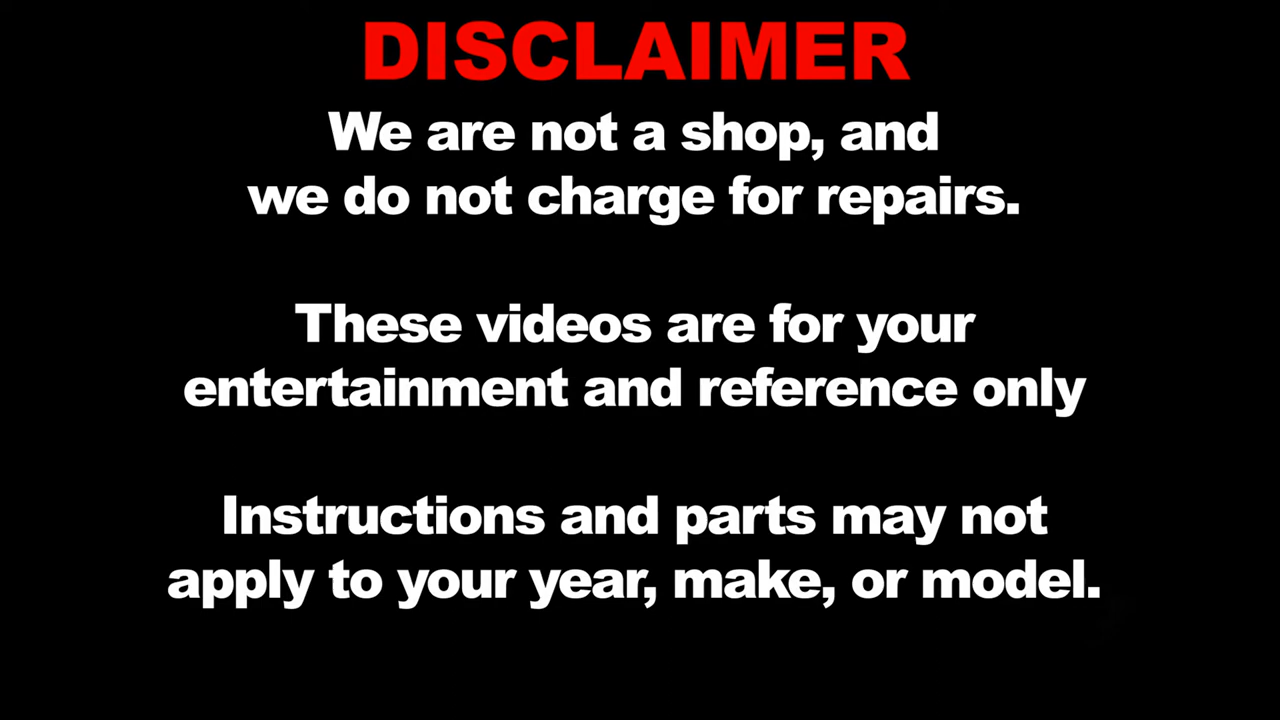 DISCLAIMER
We are not a shop, and
we do not charge for repairs.
These videos are for your
entertainment and reference only
Instructions and parts may not
apply to your year, make, or model.